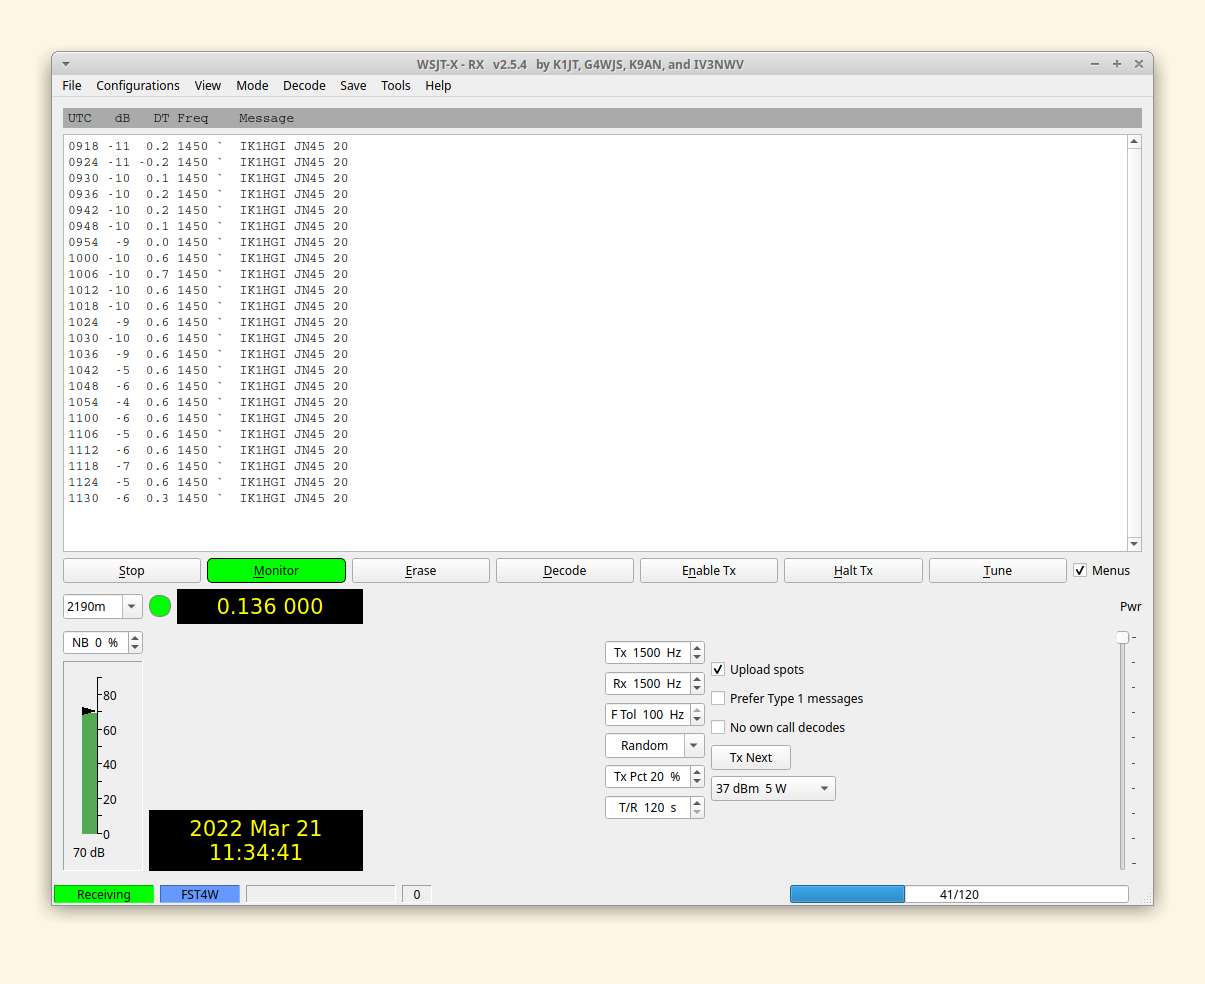 WSJT-X - RX   v2.5.4   by K1JT, G4WJS, K9AN, and IV3NWV
File Configurations View Mode Decode Save Tools Help
UTC   dB   DT Freq    Message
0918 -11  0.2 1450 `  IK1HGI JN45 20
0924 -11 -0.2 1450 `  IK1HGI JN45 20
0930 -10  0.1 1450 `  IK1HGI JN45 20
0936 -10  0.2 1450 `  IK1HGI JN45 20
0942 -10  0.2 1450 `  IK1HGI JN45 20
0948 -10  0.1 1450 `  IK1HGI JN45 20
0954  -9  0.0 1450 `  IK1HGI JN45 20
1000 -10  0.6 1450 `  IK1HGI JN45 20
1006 -10  0.7 1450 `  IK1HGI JN45 20
1012 -10  0.6 1450 `  IK1HGI JN45 20
1018 -10  0.6 1450 `  IK1HGI JN45 20
1024  -9  0.6 1450 `  IK1HGI JN45 20
1030 -10  0.6 1450 `  IK1HGI JN45 20
1036  -9  0.6 1450 `  IK1HGI JN45 20
1042  -5  0.6 1450 `  IK1HGI JN45 20
1048  -6  0.6 1450 `  IK1HGI JN45 20
1054  -4  0.6 1450 `  IK1HGI JN45 20
1100  -6  0.6 1450 `  IK1HGI JN45 20
1106  -5  0.6 1450 `  IK1HGI JN45 20
1112  -6  0.6 1450 `  IK1HGI JN45 20
1118  -7  0.6 1450 `  IK1HGI JN45 20
1124  -5  0.6 1450 `  IK1HGI JN45 20
1130  -6  0.3 1450 `  IK1HGI JN45 20
Stop Monitor Erase Decode Enable Tx Halt Tx Tune Menus
2190m 0.136 000 Pwr
NB 0 %
Tx 1500 Hz
Rx 1500 Hz
F Tol 100 Hz
Random
Tx Pct 20 %
T/R 120 s
Upload spots
Prefer Type 1 messages
No own call decodes
Tx Next
37 dBm 5 W
80
60
40
20
0
70 dB
2022 Mar 21
11:34:41
Receiving FST4W 0 41/120